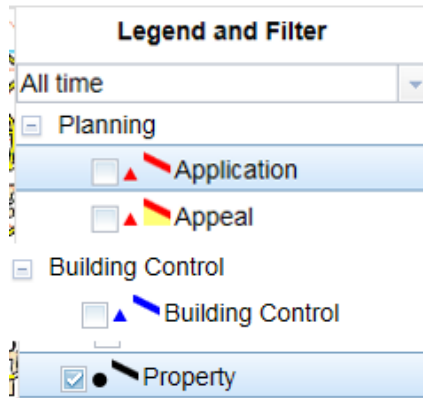 Legend and Filter
All time
Planning
Application
Appeal
Building Control
Building Control
Property